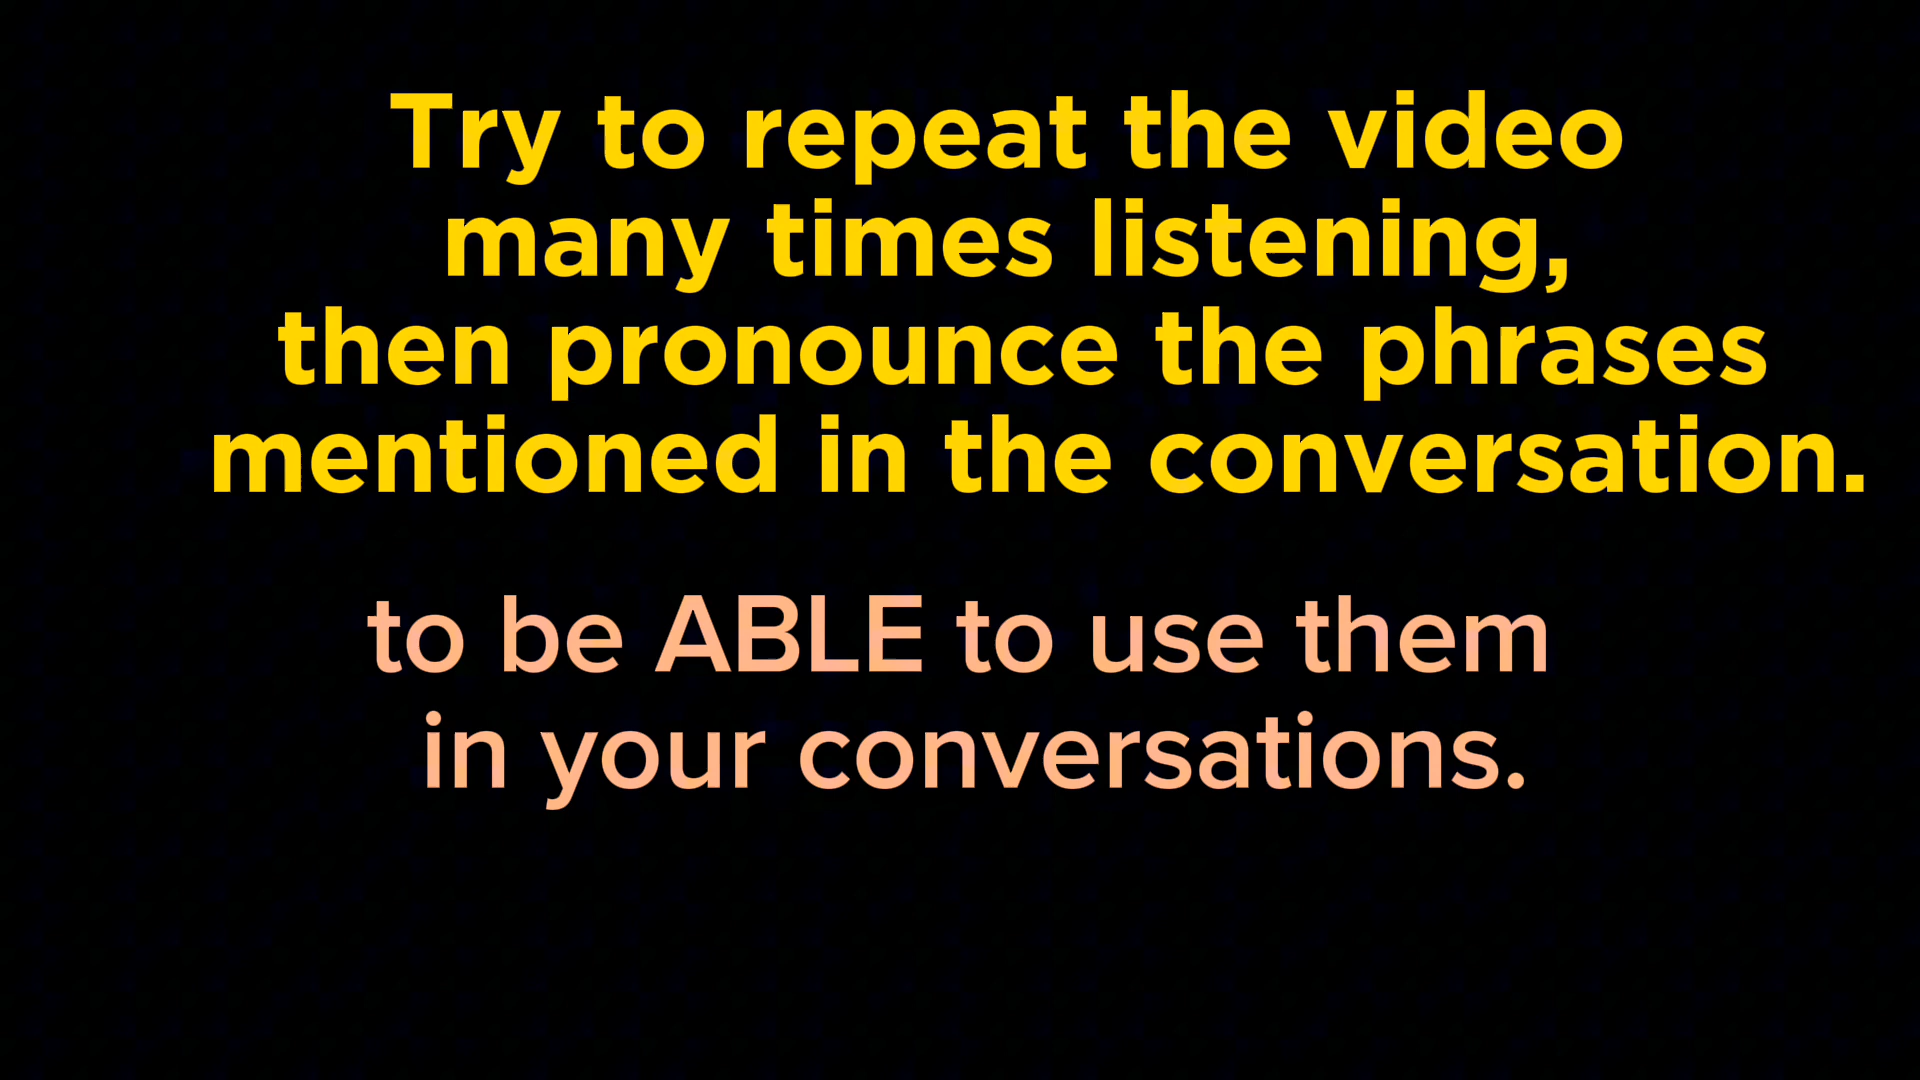 Try to repeat the video
many times listening,
then pronounce the phrases
mentioned in the conversation.
to be ABLE to use them
in your conversations.